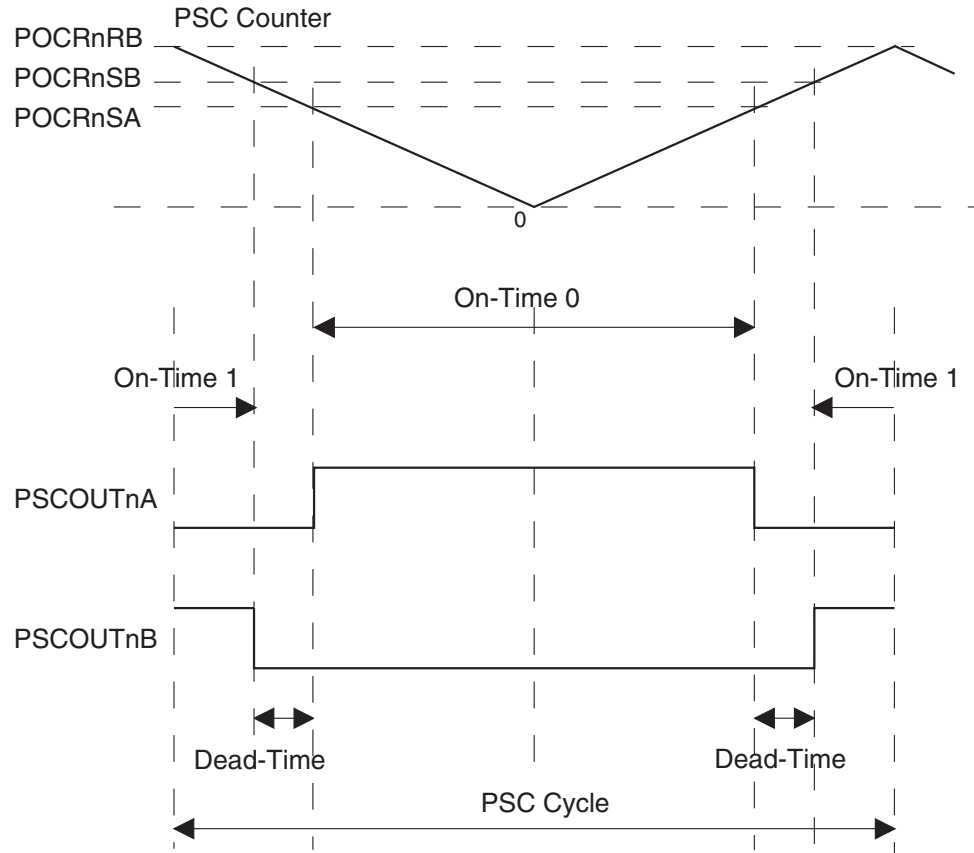 PSC Counter
POCRnRB
POCRnSB
POCRnSA
0
On-Time 0
On-Time 1
On-Time 1
PSCOUTnA
PSCOUTnB
Dead-Time
Dead-Time
PSC Cycle